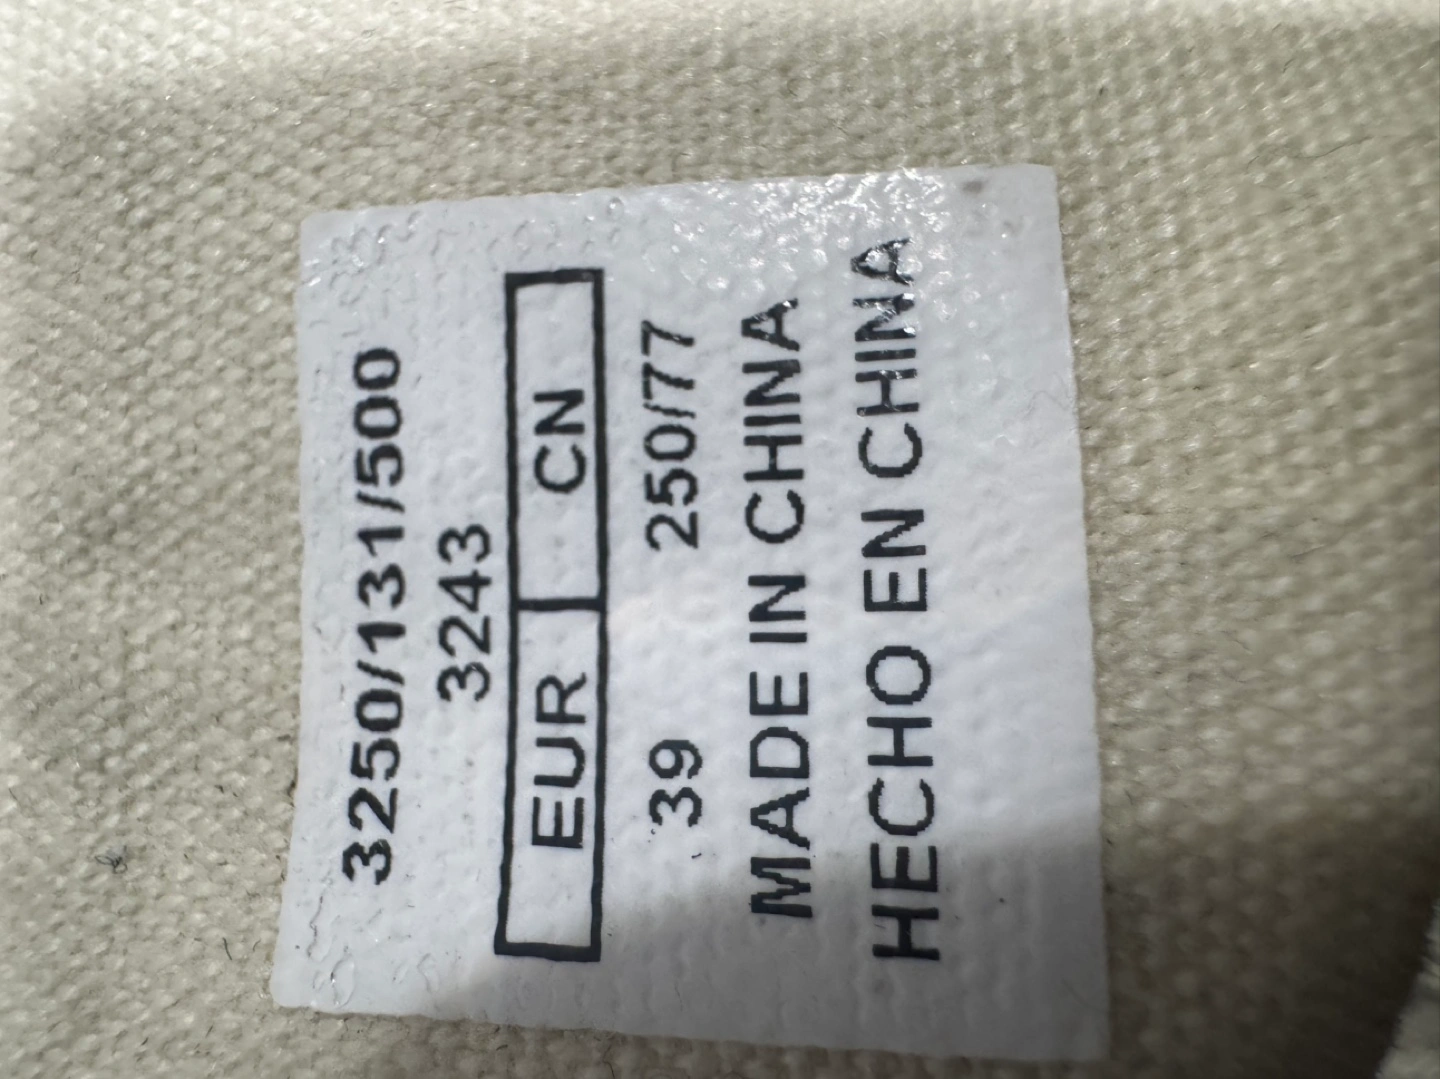 3250/131/500
3243
EUR CN
39 250/77
MADE IN CHINA
HECHO EN CHINA